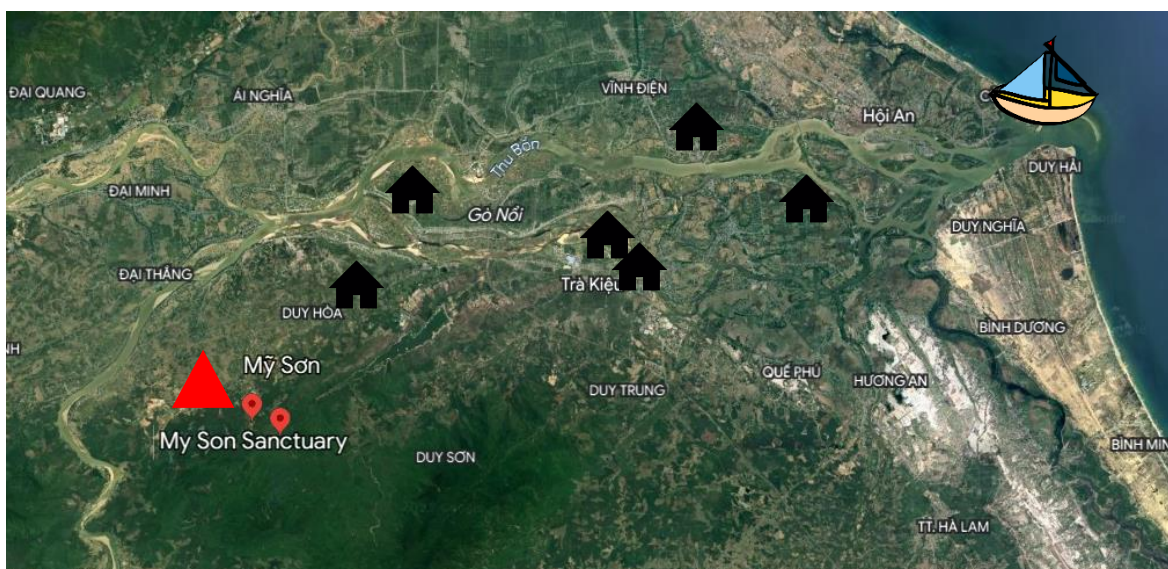 ĐẠI QUANG
ÁI NGHĨA
VĨNH ĐIỆN
Hội An
Thu Bồn
DUY HẢI
ĐẠI MINH
Gò Nổi
DUY NGHĨA
ĐẠI THẮNG
Trà Kiệu
DUY HÒA
BÌNH DƯƠNG
Mỹ Sơn
QUẾ PHÚ
HƯƠNG AN
DUY TRUNG
My Son Sanctuary
DUY SƠN
BÌNH MIN
TT. HÀ LAM